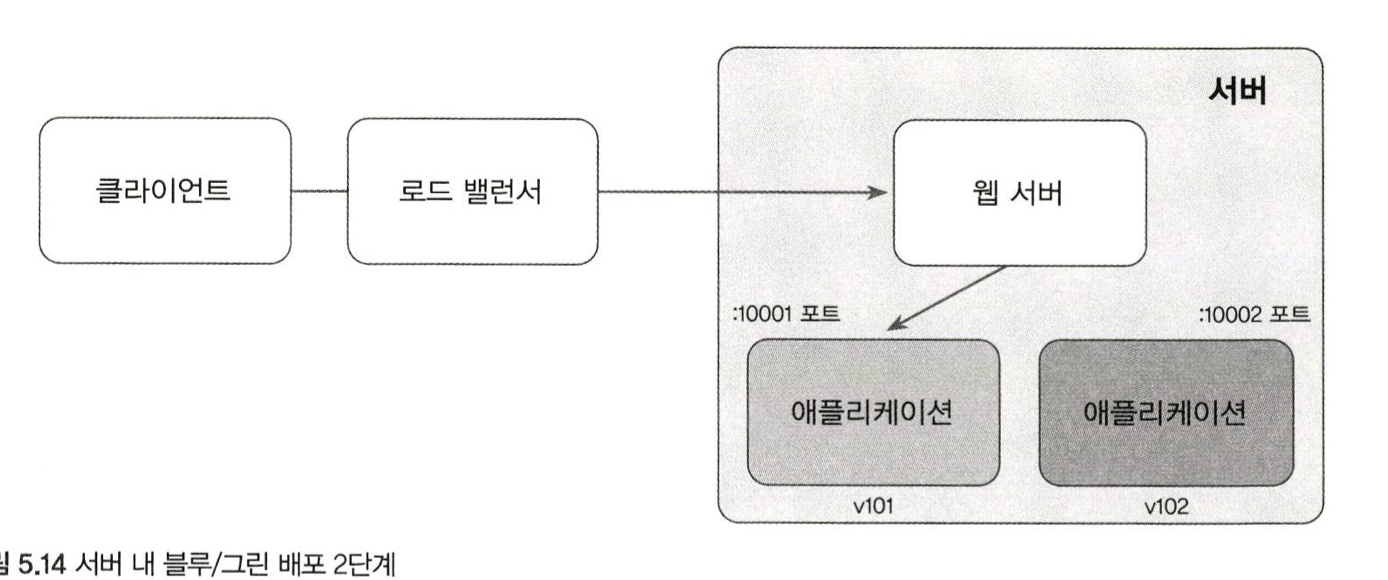 서버
클라이언트
로드 밸런서
웹 서버
:10001 포트
:10002 포트
애플리케이션
애플리케이션
v101
v102
5.14 서버 내 블루/그린 배포 2단계